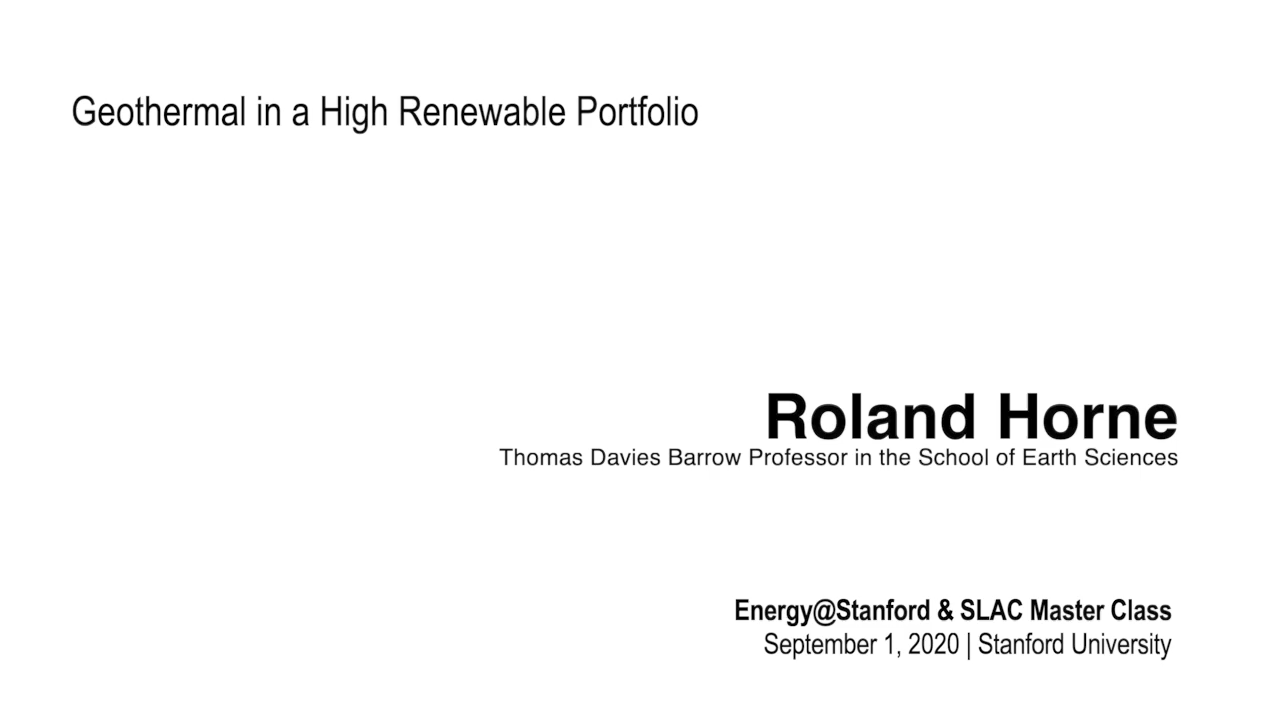 Geothermal in a High Renewable Portfolio
Roland Horne
Thomas Davies Barrow Professor in the School of Earth Sciences
Energy@Stanford & SLAC Master Class
September 1, 2020 | Stanford University